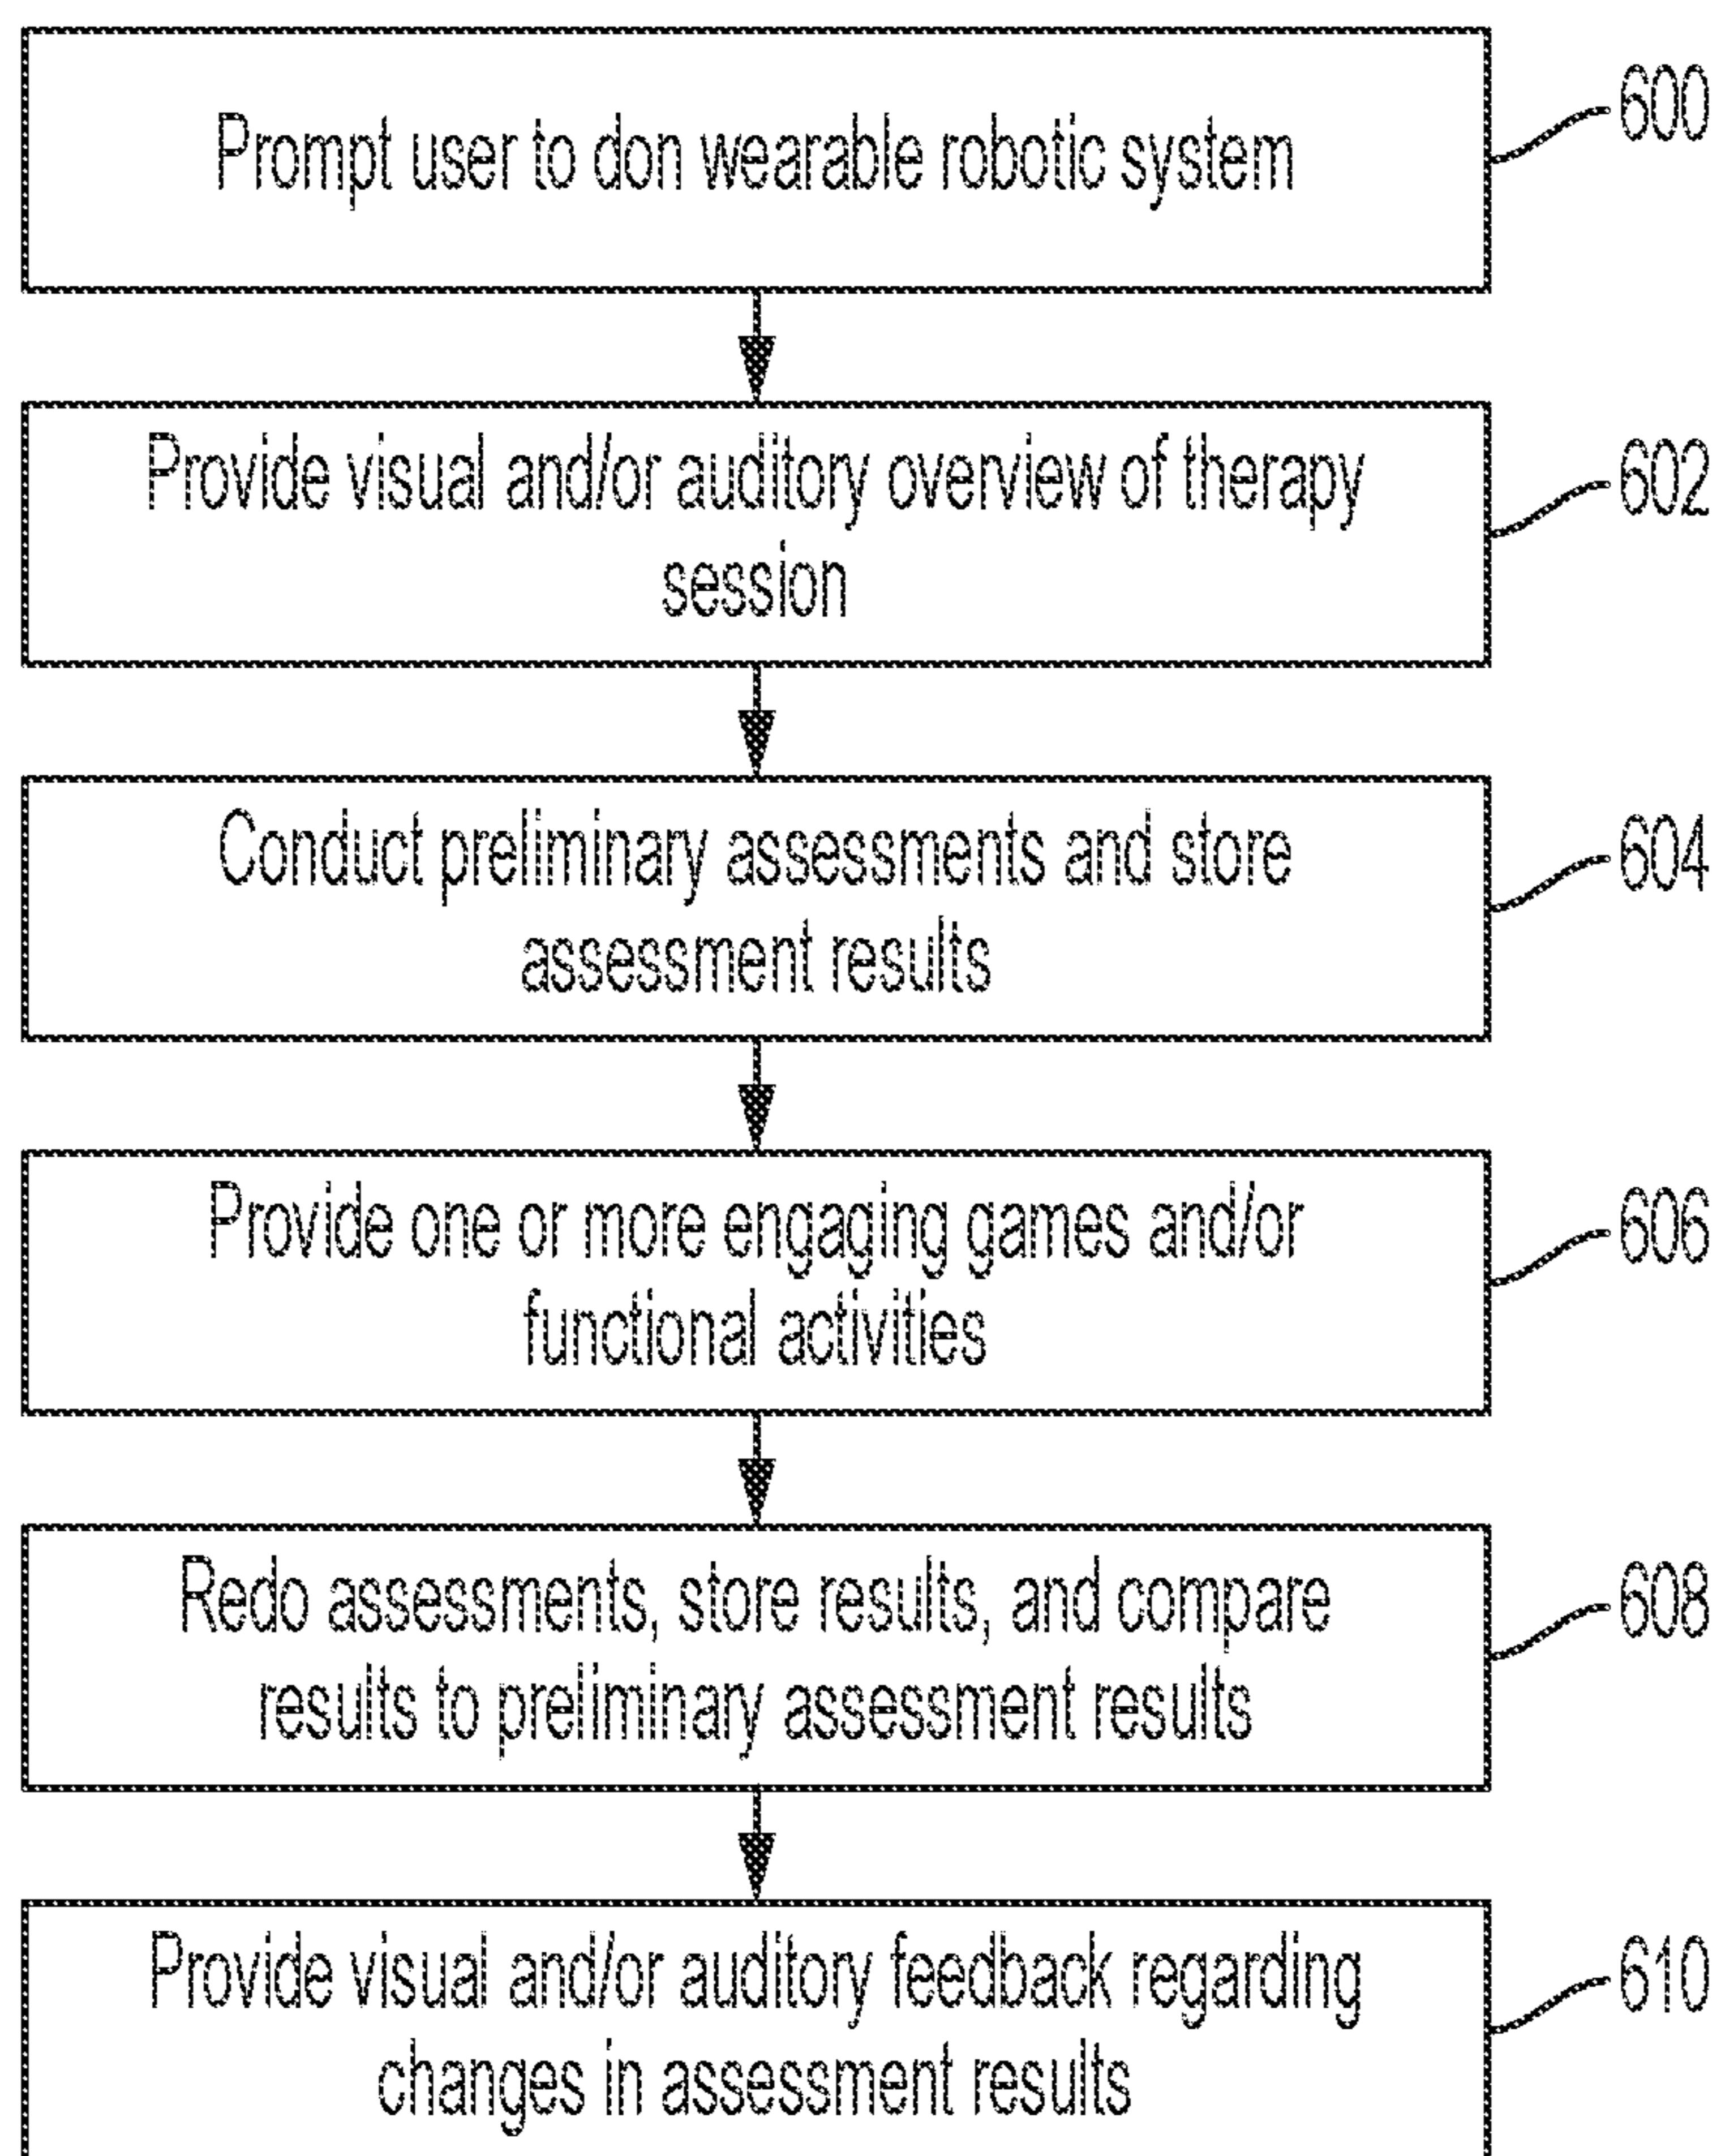 Prompt user to don wearable robotic system
600
Provide visual and/or auditory overview of therapy
session
602
Conduct preliminary assessments and store
assessment results
604
Provide one or more engaging games and/or
functional activities
606
Redo assessments, store results, and compare
results to preliminary assessment results
608
Provide visual and/or auditory feedback regarding
changes in assessment results
610